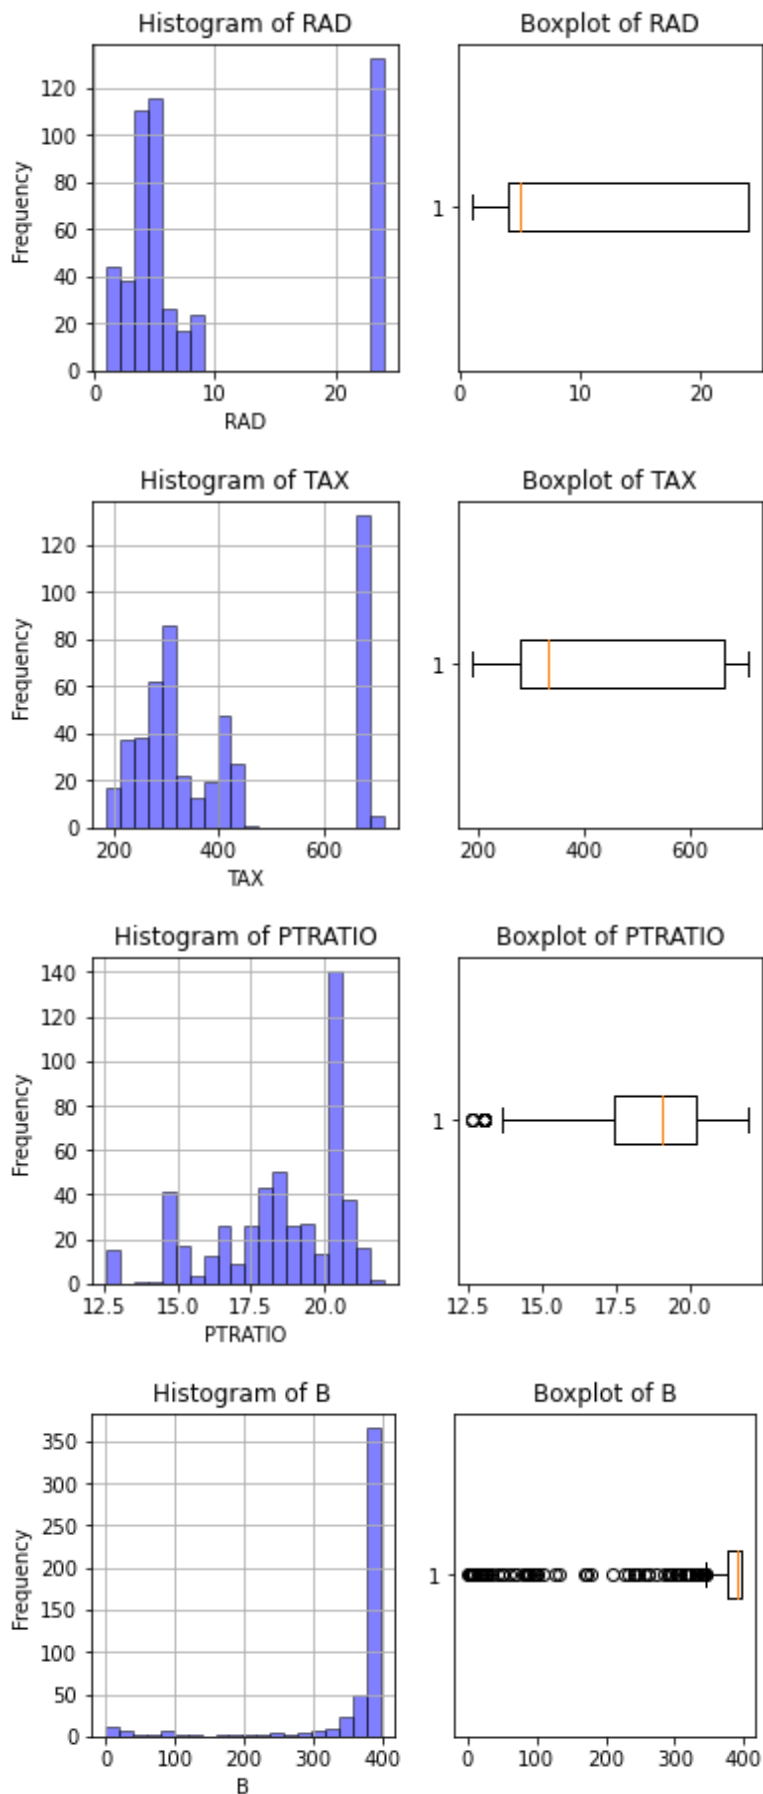 Histogram of RAD
Boxplot of RAD
Frequency
120
100
80
60
40
20
0
0 10 20
RAD
1
0 10 20
Histogram of TAX
Boxplot of TAX
Frequency
120
100
80
60
40
20
0
200 400 600
TAX
1
200 400 600
Histogram of PTRATIO
Boxplot of PTRATIO
Frequency
140
120
100
80
60
40
20
0
12.5 15.0 17.5 20.0
PTRATIO
1
12.5 15.0 17.5 20.0
Histogram of B
Boxplot of B
Frequency
350
300
250
200
150
100
50
0
0 100 200 300 400
B
1
0 100 200 300 400